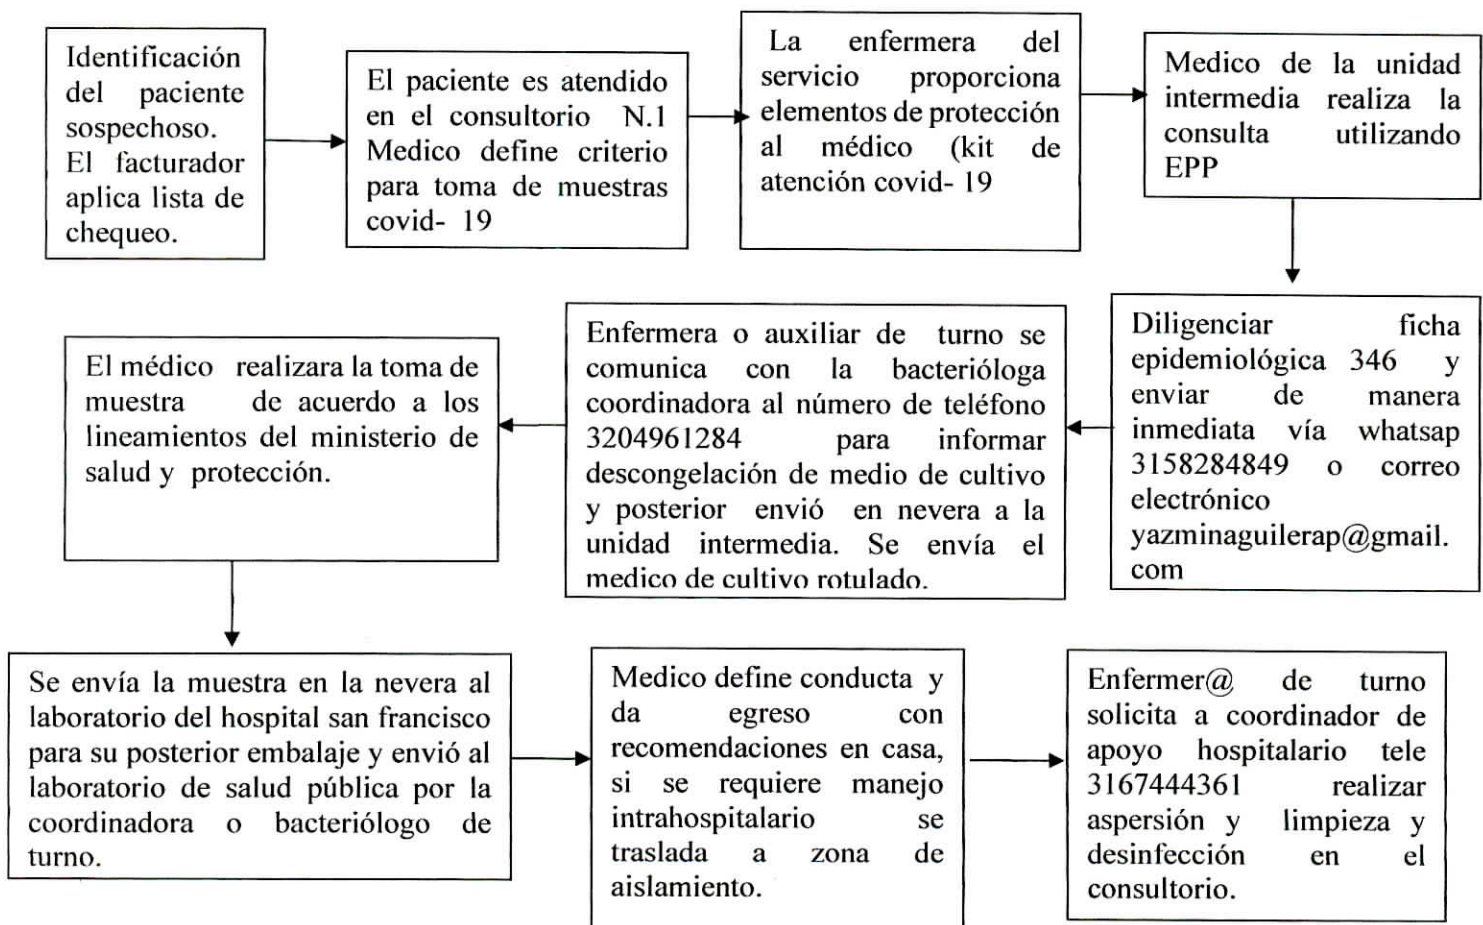 Identificación
del paciente
sospechoso.
El facturador
aplica lista de
chequeo.
El paciente es atendido
en el consultorio N.1
Medico define criterio
para toma de muestras
covid- 19
La enfermera del
servicio proporciona
elementos de protección
al médico (kit de
atención covid- 19
Medico de la unidad
intermedia realiza la
consulta utilizando
EPP
Diligenciar ficha
epidemiológica 346 y
enviar de manera
inmediata vía whatsap
3158284849 o correo
electrónico
yazminaguilerap@gmail.
com
Enfermera o auxiliar de turno se
comunica con la bacterióloga
coordinadora al número de teléfono
3204961284 para informar
descongelación de medio de cultivo
y posterior envió en nevera a la
unidad intermedia. Se envía el
medico de cultivo rotulado.
El médico realizara la toma de
muestra de acuerdo a los
lineamientos del ministerio de
salud y protección.
Se envía la muestra en la nevera al
laboratorio del hospital san francisco
para su posterior embalaje y envió al
laboratorio de salud pública por la
coordinadora o bacteriólogo de
turno.
Medico define conducta y
da egreso con
recomendaciones en casa,
si se requiere manejo
intrahospitalario se
traslada a zona de
aislamiento.
Enfermer@ de turno
solicita a coordinador de
apoyo hospitalario tele
3167444361 realizar
aspersión y limpieza y
desinfección en el
consultorio.